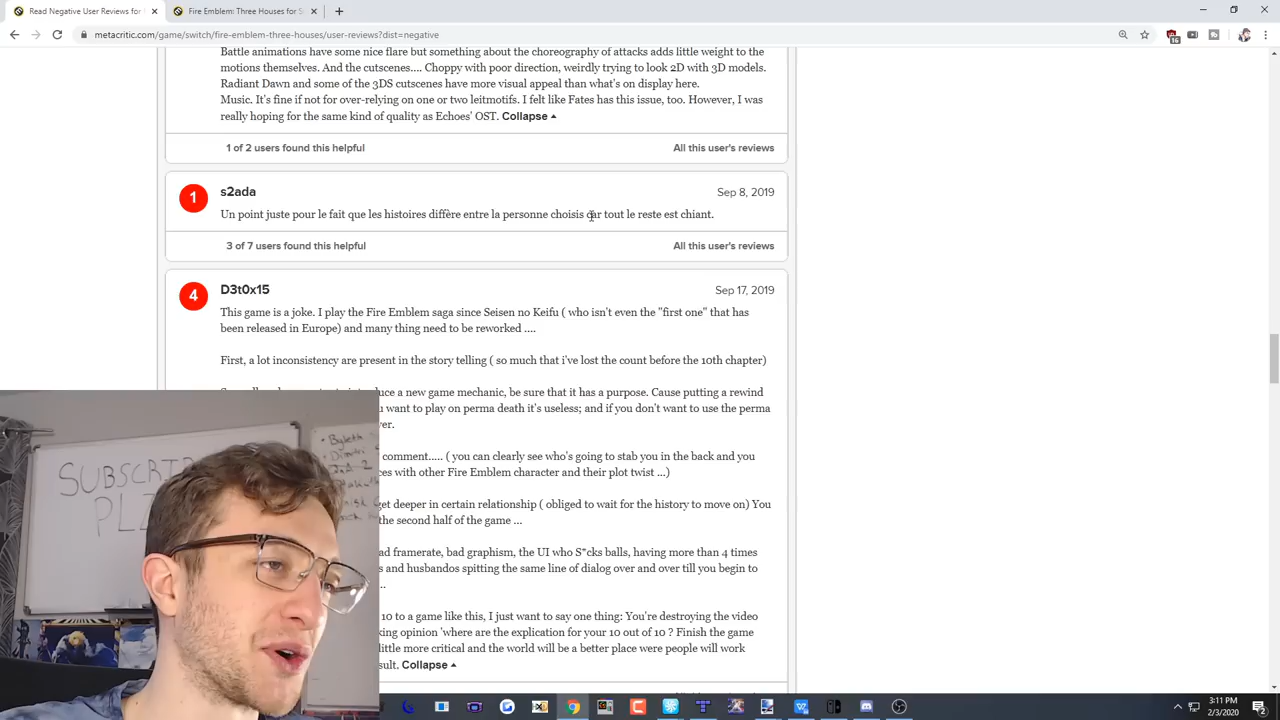 Read Negative User Reviews for
Fire Emblem: Three Houses for S
metacritic.com/game/switch/fire-emblem-three-houses/user-reviews?dist=negative
Battle animations have some nice flare but something about the choreography of attacks adds little weight to the
motions themselves. And the cutscenes.... Choppy with poor direction, weirdly trying to look 2D with 3D models.
Radiant Dawn and some of the 3DS cutscenes have more visual appeal than what's on display here.
Music. It's fine if not for over-relying on one or two leitmotifs. I felt like Fates has this issue, too. However, I was
really hoping for the same kind of quality as Echoes' OST. Collapse
1 of 2 users found this helpful
All this user's reviews
1
s2ada
Sep 8, 2019
Un point juste pour le fait que les histoires diffère entre la personne choisis car tout le reste est chiant.
3 of 7 users found this helpful
All this user's reviews
4
D3t0x15
Sep 17, 2019
This game is a joke. I play the Fire Emblem saga since Seisen no Keifu ( who isn't even the "first one" that has
been released in Europe) and many thing need to be reworked ....
First, a lot inconsistency are present in the story telling ( so much that i've lost the count before the 10th chapter)
a new game mechanic, be sure that it has a purpose. Cause putting a rewind
want to play on perma death it's useless; and if you don't want to use the perma
comment..... ( you can clearly see who's going to stab you in the back and you
with other Fire Emblem character and their plot twist ...)
get deeper in certain relationship ( obliged to wait for the history to move on) You
the second half of the game ...
framerate, bad graphism, the UI who S*cks balls, having more than 4 times
and husbandos spitting the same line of dialog over and over till you begin to
10 to a game like this, I just want to say one thing: You're destroying the video
opinion 'where are the explication for your 10 out of 10 ? Finish the game
little more critical and the world will be a better place were people will work
Collapse
SUBSCRIB
PL
• Byleth
3:11 PM
2/3/2020